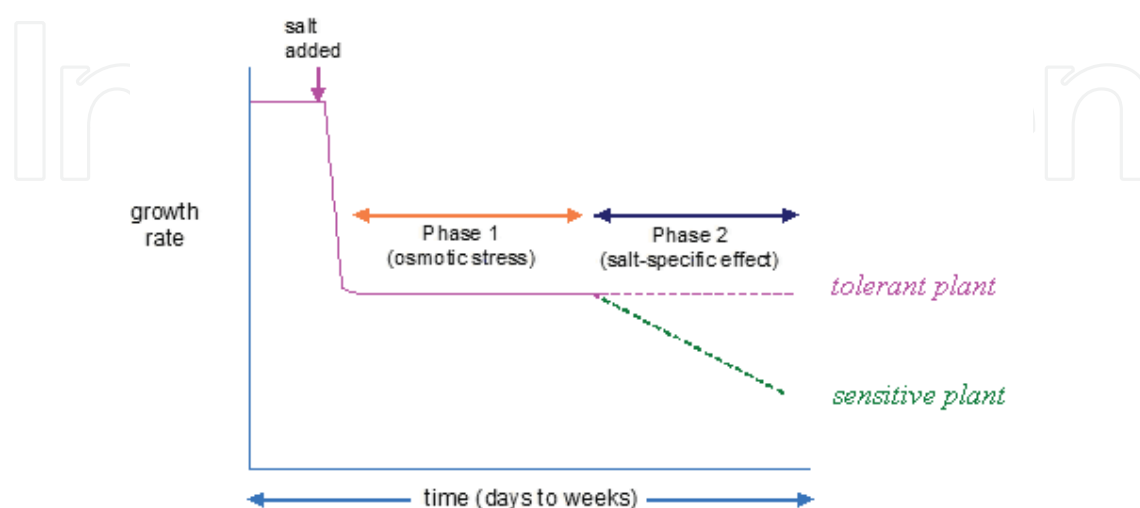 salt
added
growth
rate
Phase 1
(osmotic stress)
Phase 2
(salt-specific effect)
tolerant plant
sensitive plant
time (days to weeks)